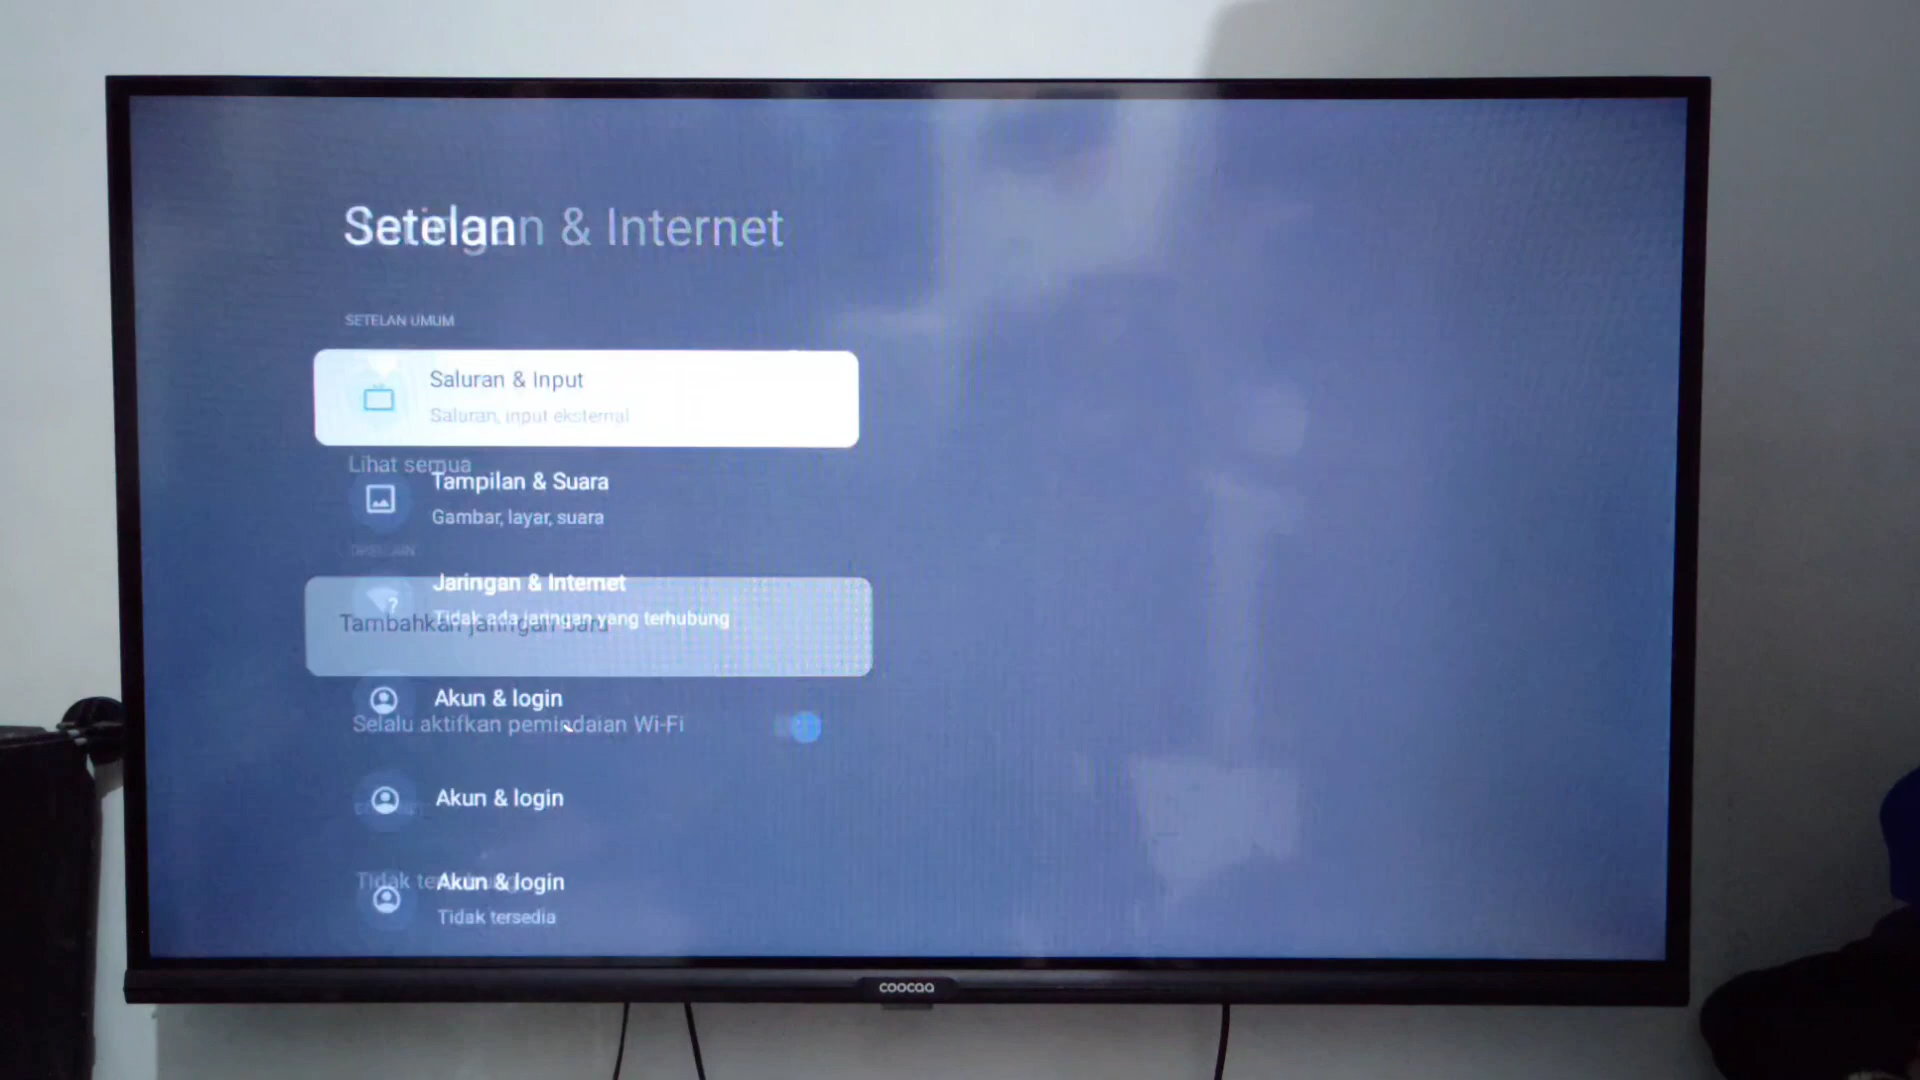 Setelan
Jaringan & Internet
SETELAN UMUM
Saluran & Input
Saluran, input eksternal
Lihat semua
Tampilan & Suara
Gambar, layar, suara
Jaringan & Internet
Tidak ada jaringan yang terhubung
Tambahkan jaringan baru
Akun & login
Selalu aktifkan pemindaian Wi-Fi
Akun & login
Akun & login
Tidak tersedia
coocaa